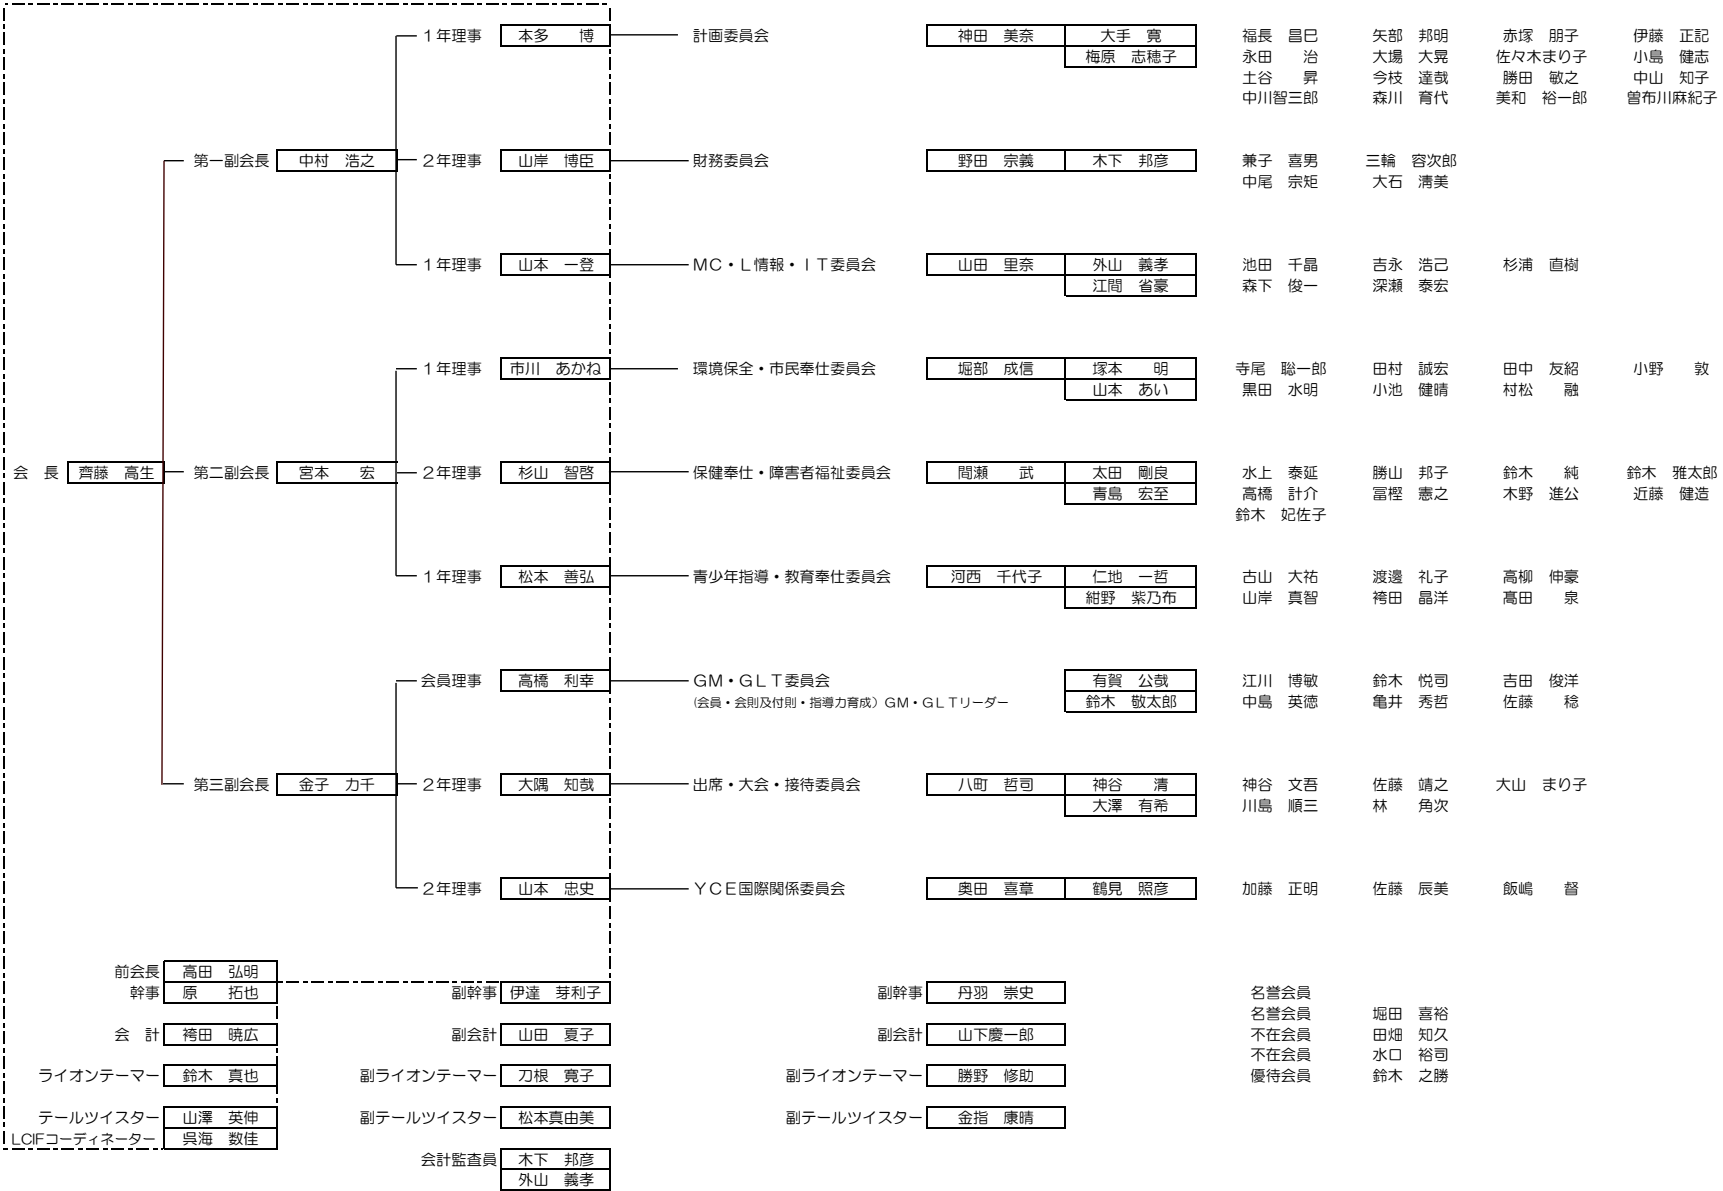 １年理事　本多　　博　計画委員会　神田　美奈　大手　寛　福長　昌巳　矢部　邦明　赤塚　朋子　伊藤　正記
梅原　志穂子　永田　　治　大場　大晃　佐々木まり子　小島　健志
土谷　　昇　今枝　達哉　勝田　敏之　中山　知子
中川智三郎　森川　育代　美和　裕一郎　曽布川麻紀子
第一副会長　中村　浩之　２年理事　山岸　博臣　財務委員会　野田　宗義　木下　邦彦　兼子　喜男　三輪　容次郎
中尾　宗矩　大石　清美
１年理事　山本　一登　ＭＣ・Ｌ情報・ＩＴ委員会　山田　里奈　外山　義孝　池田　千晶　吉永　浩己　杉浦　直樹
江間　省豪　森下　俊一　深瀬　泰宏
１年理事　市川　あかね　環境保全・市民奉仕委員会　堀部　成信　塚本　　明　寺尾　聡一郎　田村　誠宏　田中　友紹　小野　　敦
山本　あい　黒田　水明　小池　健晴　村松　　融
会　長　齊藤　高生　第二副会長　宮本　　宏　２年理事　杉山　智啓　保健奉仕・障害者福祉委員会　間瀬　　武　太田　剛良　水上　泰延　勝山　邦子　鈴木　　純　鈴木　雅太郎
青島　宏至　高橋　計介　冨樫　憲之　木野　進公　近藤　健造
鈴木　妃佐子
１年理事　松本　善弘　青少年指導・教育奉仕委員会　河西　千代子　仁地　一哲　古山　大祐　渡邊　礼子　高柳　伸豪
紺野　紫乃布　山岸　真智　袴田　晶洋　髙田　　泉
会員理事　高橋　利幸　ＧＭ・ＧＬＴ委員会　有賀　公哉　江川　博敏　鈴木　悦司　吉田　俊洋
(会員・会則及付則・指導力育成）ＧＭ・ＧＬＴリーダー　鈴木　敬太郎　中島　英徳　亀井　秀哲　佐藤　　稔
第三副会長　金子　力千　２年理事　大隅　知哉　出席・大会・接待委員会　八町　哲司　神谷　　清　神谷　文吾　佐藤　靖之　大山　まり子
大澤　有希　川島　順三　林　　角次
２年理事　山本　忠史　ＹＣＥ国際関係委員会　奥田　喜章　鶴見　照彦　加藤　正明　佐藤　辰美　飯嶋　　督
前会長　高田　弘明
幹事　原　　拓也　副幹事　伊達　芽利子　副幹事　丹羽　崇史　名誉会員
名誉会員　堀田　喜裕
会　計　袴田　暁広　副会計　山田　夏子　副会計　山下慶一郎　不在会員　田畑　知久
不在会員　水口　裕司
ライオンテーマー　鈴木　真也　副ライオンテーマー　刀根　寛子　副ライオンテーマー　勝野　修助　優待会員　鈴木　之勝
テールツイスター　山澤　英伸　副テールツイスター　松本真由美　副テールツイスター　金指　康晴
LCIFコーディネーター　呉海　数佳
会計監査員　木下　邦彦
外山　義孝